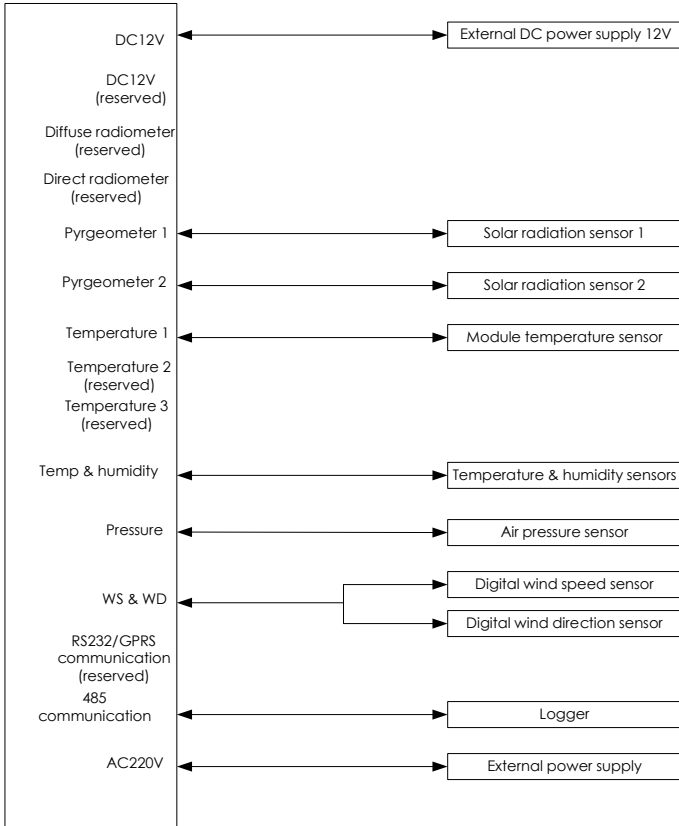 DC12V
External DC power supply 12V
DC12V
(reserved)
Diffuse radiometer
(reserved)
Direct radiometer
(reserved)
Pyrgeometer 1
Solar radiation sensor 1
Pyrgeometer 2
Solar radiation sensor 2
Temperature 1
Module temperature sensor
Temperature 2
(reserved)
Temperature 3
(reserved)
Temp & humidity
Temperature & humidity sensors
Pressure
Air pressure sensor
WS & WD
Digital wind speed sensor
Digital wind direction sensor
RS232/GPRS
communication
(reserved)
485
communication
Logger
AC220V
External power supply